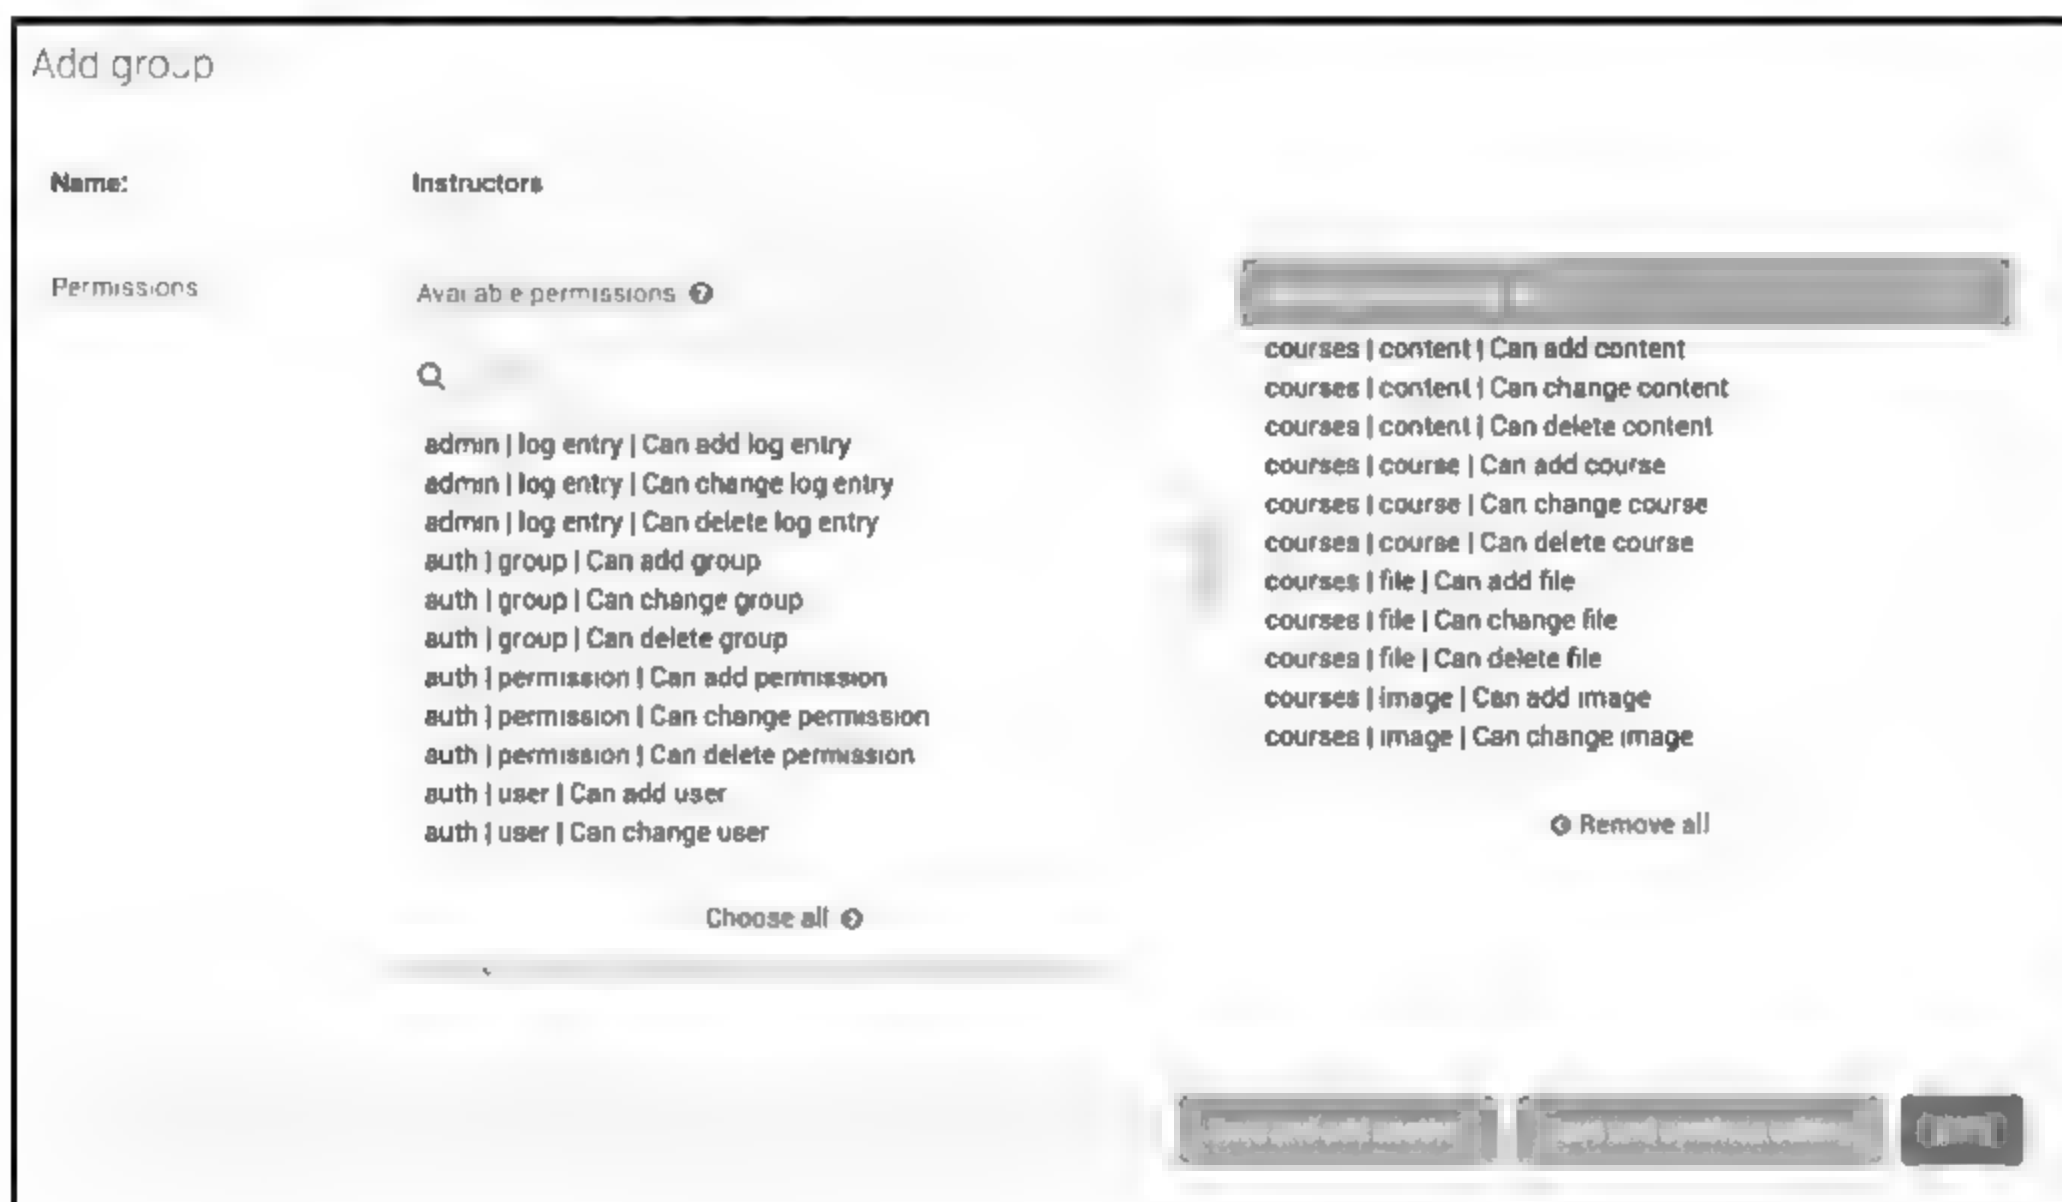 Add group
Name:
Instructors
Permissions
Available permissions
admin | log entry | Can add log entry
admin | log entry | Can change log entry
admin | log entry | Can delete log entry
auth | group | Can add group
auth | group | Can change group
auth | group | Can delete group
auth | permission | Can add permission
auth | permission | Can change permission
auth | permission | Can delete permission
auth | user | Can add user
auth | user | Can change user
Choose all
courses | content | Can add content
courses | content | Can change content
courses | content | Can delete content
courses | course | Can add course
courses | course | Can change course
courses | course | Can delete course
courses | file | Can add file
courses | file | Can change file
courses | file | Can delete file
courses | image | Can add image
courses | image | Can change image
Remove all